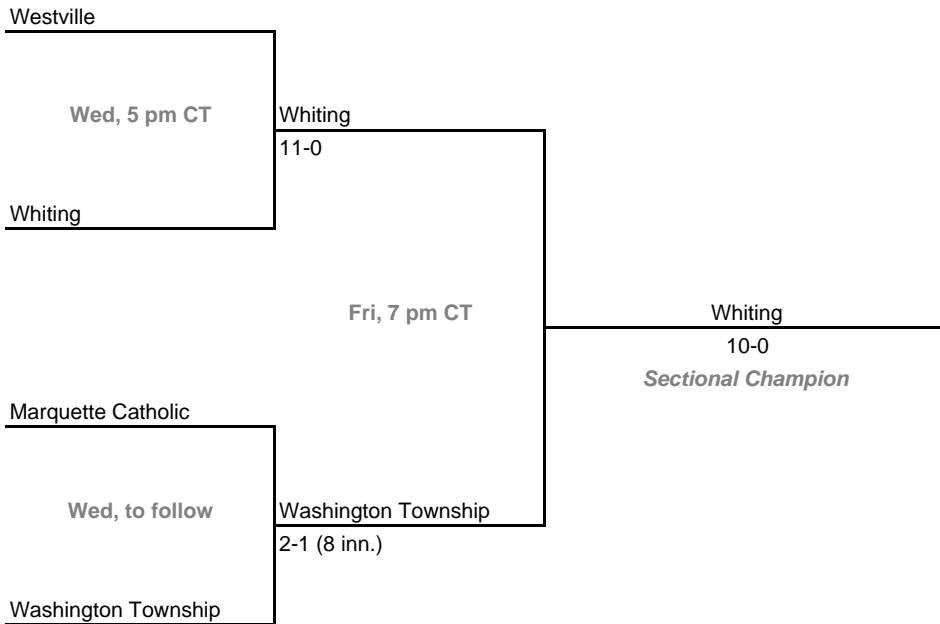 Westville
Wed, 5 pm CT
Whiting
11-0
Whiting
Fri, 7 pm CT
Whiting
10-0
Sectional Champion
Marquette Catholic
Wed, to follow
Washington Township
2-1 (8 inn.)
Washington Township